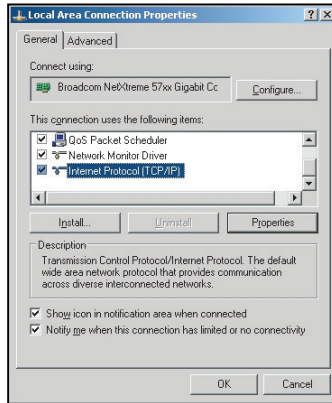 Local Area Connection Properties
General
Advanced
Connect using:
Broadcom NetXtreme 57xx Gigabit Cc
Configure...
This connection uses the following items:
QoS Packet Scheduler
Network Monitor Driver
Internet Protocol (TCP/IP)
Install...
Uninstall
Properties
Description
Transmission Control Protocol/Internet Protocol. The default
wide area network protocol that provides communication
across diverse interconnected networks.
Show icon in notification area when connected
Notify me when this connection has limited or no connectivity
OK
Cancel